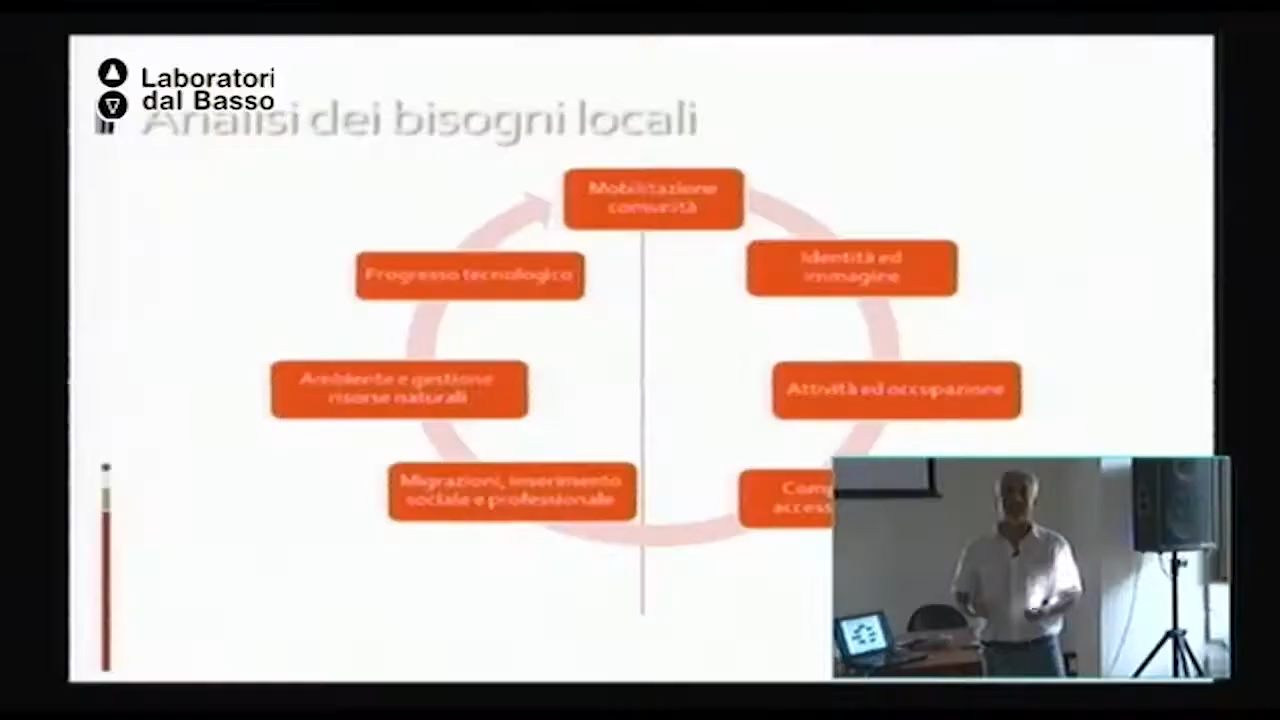 Laboratori
dal Basso
Analisi dei bisogni locali
Mobilitazione
comunità
Identità ed
immagine
Progresso tecnologico
Ambiente e gestione
risorse naturali
Attività ed occupazione
Migrazioni, inserimento
sociale e professionale